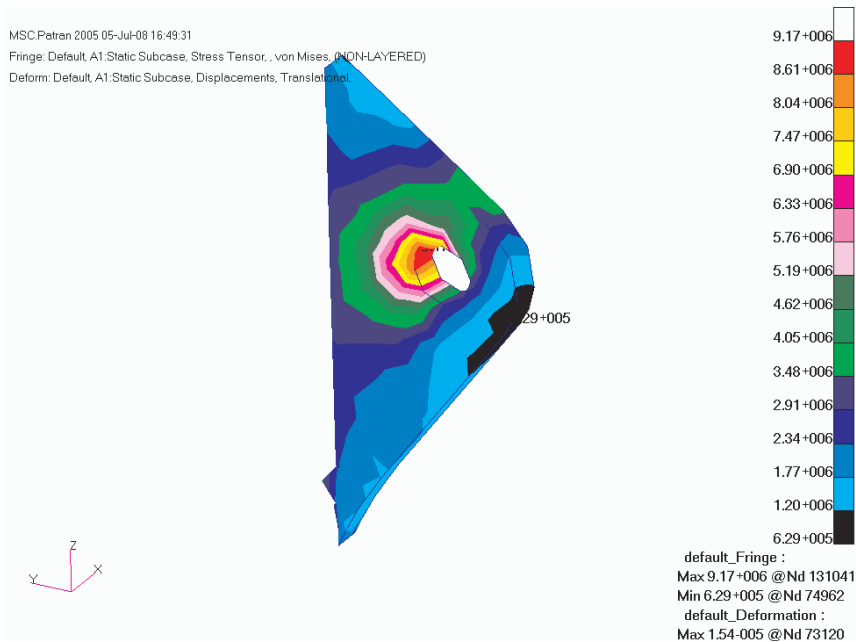 MSC.Patran 2005 05-Jul-08 16:49:31
Fringe: Default, A1:Static Subcase, Stress Tensor, , von Mises, (NON-LAYERED)
Deform: Default, A1:Static Subcase, Displacements, Translational,
9.17+006
8.61+006
8.04+006
7.47+006
6.90+006
6.33+006
5.76+006
5.19+006
4.62+006
4.05+006
3.48+006
2.91+006
2.34+006
1.77+006
1.20+006
6.29+005
29+005
Z
X
Y
default_Fringe :
Max 9.17+006 @Nd 131041
Min 6.29+005 @Nd 74962
default_Deformation :
Max 1.54-005 @Nd 73120